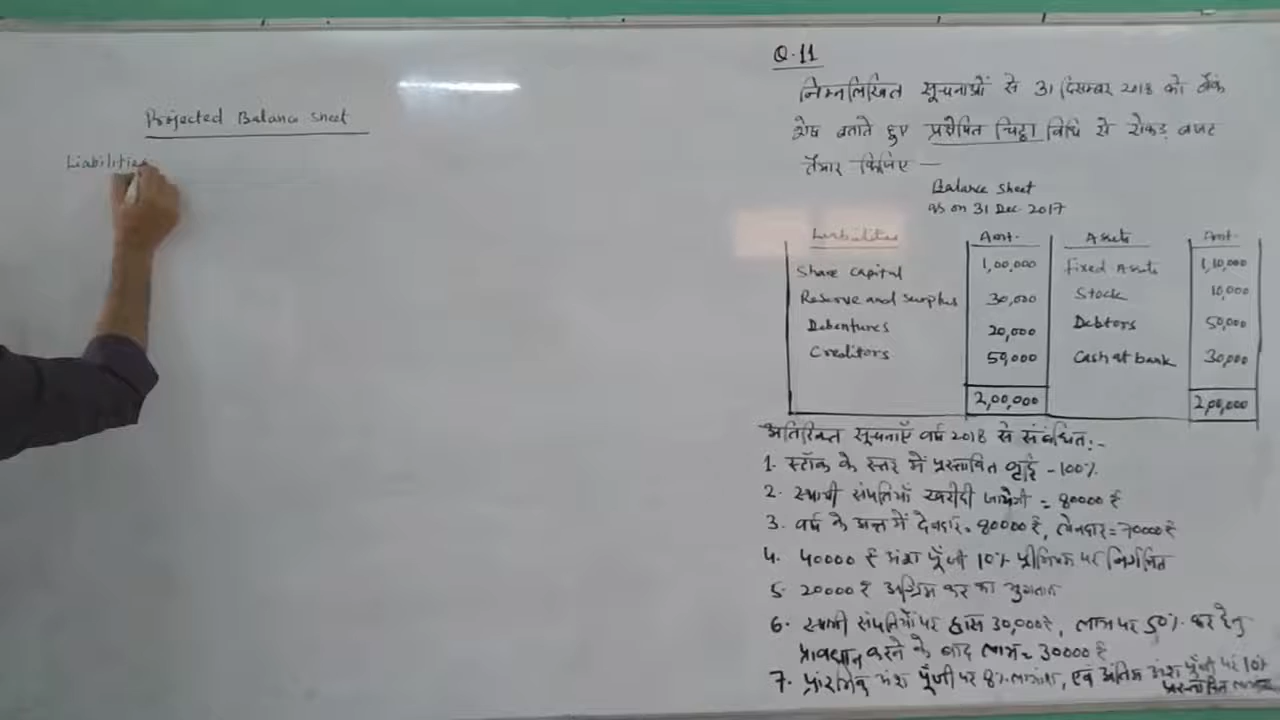 Projected Balance Sheet
Liabilities
Q.11
निम्नलिखित सूचनाओं से 31 दिसम्बर 2018 को बैंक
शेष बताते हुए प्रक्षेपित चिट्ठा विधि से रोकड़ बजट
तैयार कीजिए —
Balance Sheet
as on 31 Dec. 2017
Liabilities Amt. Assets Amt.
Share Capital 1,00,000 Fixed Assets 1,10,000
Reserve and surplus 30,000 Stock 10,000
Debentures 20,000 Debtors 50,000
Creditors 50,000 Cash at bank 30,000
2,00,000 2,00,000
अतिरिक्त सूचनाएँ वर्ष 2018 से संबंधित:-
1. स्टॉक के स्तर में प्रस्तावित वृद्धि - 100%
2. स्थायी संपत्तियाँ खरीदी जायेगी = 80000 ₹
3. वर्ष के अन्त में देनदार = 80000 ₹, लेनदार = 70000 ₹
4. 40000 ₹ अंश पूँजी 10% प्रीमियम पर निर्गमित
5. 20000 ₹ अग्रिम कर का भुगतान
6. स्थायी संपत्तियों पर ह्रास 30,000 ₹, लाभ पर 50% कर हेतु
प्रावधान करने के बाद लाभ = 30000 ₹
7. प्रारंभिक अंश पूँजी पर 8% लाभांश, एवं अंतिम अंश पूँजी पर 10%
प्रस्तावित